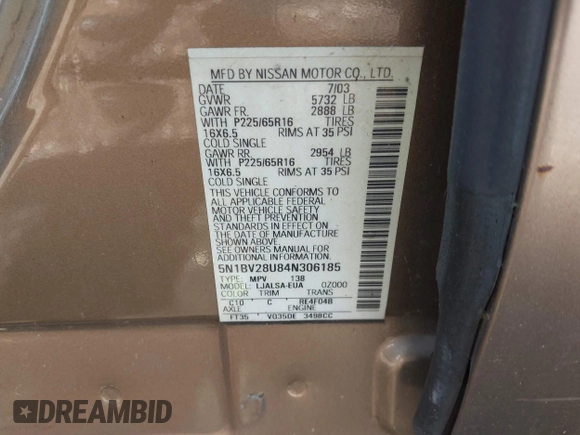 MFD BY NISSAN MOTOR CO., LTD.
DATE 7/03
GVWR 5732 LB
GAWR FR. 2888 LB
WITH P225/65R16 TIRES
16X6.5 RIMS AT 35 PSI
COLD SINGLE
GAWR RR. 2954 LB
WITH P225/65R16 TIRES
16X6.5 RIMS AT 35 PSI
COLD SINGLE
THIS VEHICLE CONFORMS TO
ALL APPLICABLE FEDERAL
MOTOR VEHICLE SAFETY
AND THEFT PREVENTION
STANDARDS IN EFFECT ON
THE DATE OF MANUFACTURE
SHOWN ABOVE.
SEE OWNERS MANUAL FOR
ADDITIONAL INFORMATION.
5N1BV28U84N306185
TYPE: MPV 138
MODEL: LJALSA-EUA 0Z000
COLOR TRIM TRANS
C10 C RE4F04B
AXLE ENGINE
FT35 VQ35DE 3498CC
DREAMBID